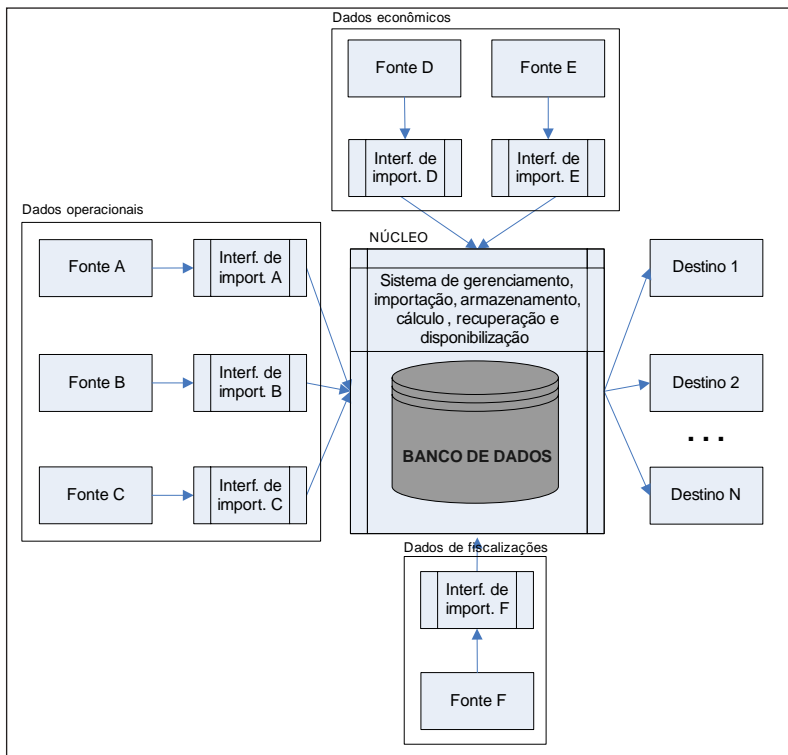 Dados econômicos
Fonte D
Fonte E
Interf. de
import. D
Interf. de
import. E
Dados operacionais
Fonte A
Interf. de
import. A
Fonte B
Interf. de
import. B
Fonte C
Interf. de
import. C
NÚCLEO
Sistema de gerenciamento,
importação, armazenamento,
cálculo , recuperação e
disponibilização
BANCO DE DADOS
Destino 1
Destino 2
...
Destino N
Dados de fiscalizações
Interf. de
import. F
Fonte F